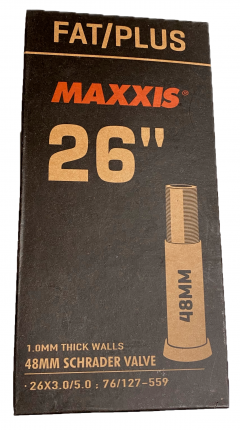 FAT/PLUS
MAXXIS®
26"
48MM
1.0MM THICK WALLS
48MM SCHRADER VALVE
· 26X3.0/5.0 : 76/127-559